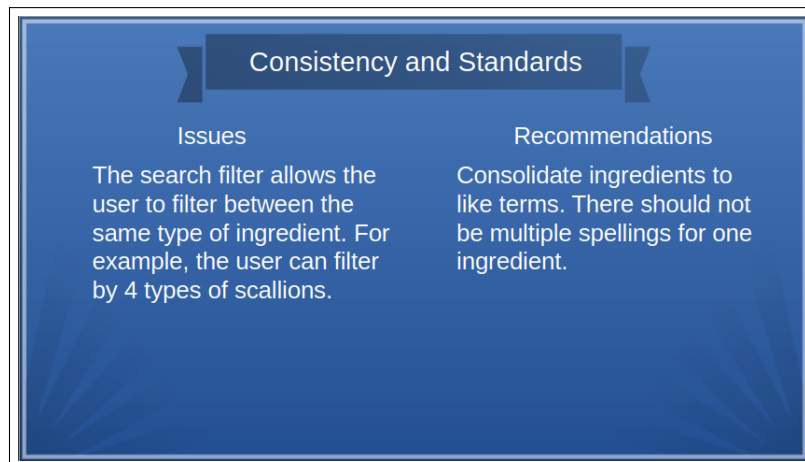 Consistency and Standards
Issues
The search filter allows the
user to filter between the
same type of ingredient. For
example, the user can filter
by 4 types of scallions.
Recommendations
Consolidate ingredients to
like terms. There should not
be multiple spellings for one
ingredient.